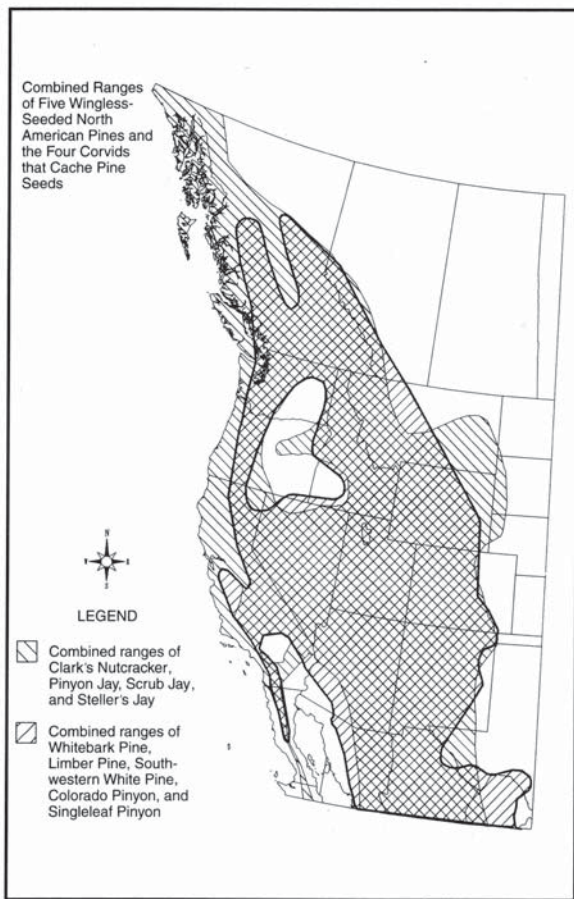 Combined Ranges
of Five Wingless-
Seeded North
American Pines and
the Four Corvids
that Cache Pine
Seeds
N
W
E
S
LEGEND
Combined ranges of
Clark's Nutcracker,
Pinyon Jay, Scrub Jay,
and Steller's Jay
Combined ranges of
Whitebark Pine,
Limber Pine, South-
western White Pine,
Colorado Pinyon, and
Singleleaf Pinyon